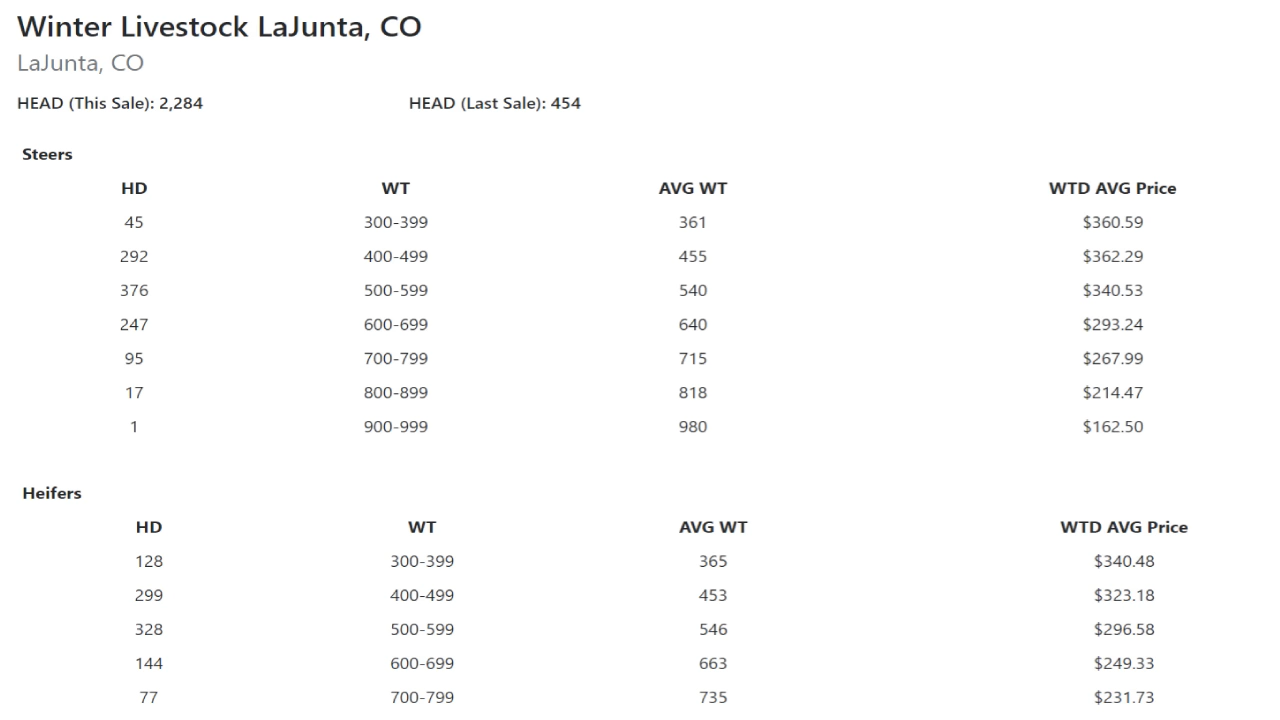 Winter Livestock LaJunta, CO
LaJunta, CO
HEAD (This Sale): 2,284 HEAD (Last Sale): 454
Steers
HD WT AVG WT WTD AVG Price
45 300-399 361 $360.59
292 400-499 455 $362.29
376 500-599 540 $340.53
247 600-699 640 $293.24
95 700-799 715 $267.99
17 800-899 818 $214.47
1 900-999 980 $162.50
Heifers
HD WT AVG WT WTD AVG Price
128 300-399 365 $340.48
299 400-499 453 $323.18
328 500-599 546 $296.58
144 600-699 663 $249.33
77 700-799 735 $231.73